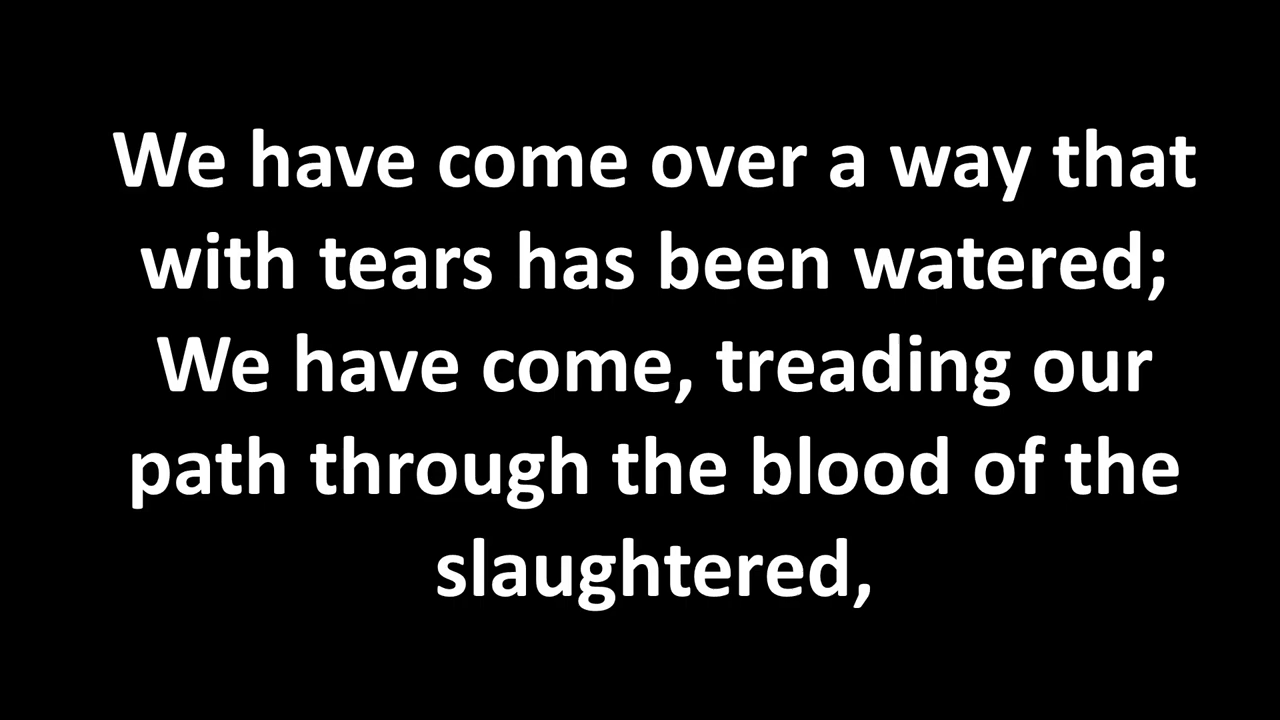 We have come over a way that
with tears has been watered;
We have come, treading our
path through the blood of the
slaughtered,